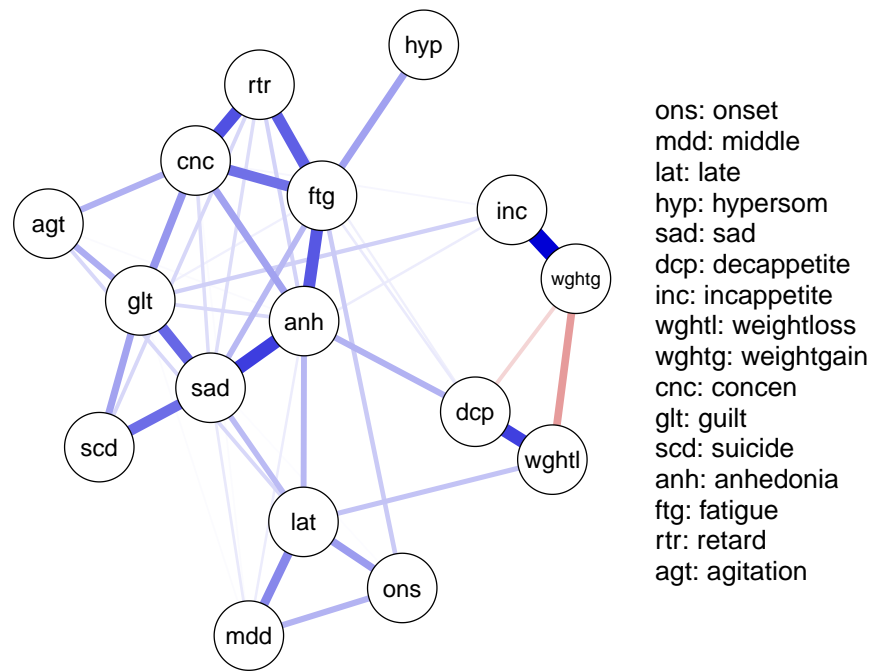 hyp
rtr
cnc
ftg
agt
inc
wghtg
glt
anh
sad
dcp
scd
wghtl
lat
ons
mdd
ons: onset
mdd: middle
lat: late
hyp: hypersom
sad: sad
dcp: decappetite
inc: incappetite
wghtl: weightloss
wghtg: weightgain
cnc: concen
glt: guilt
scd: suicide
anh: anhedonia
ftg: fatigue
rtr: retard
agt: agitation